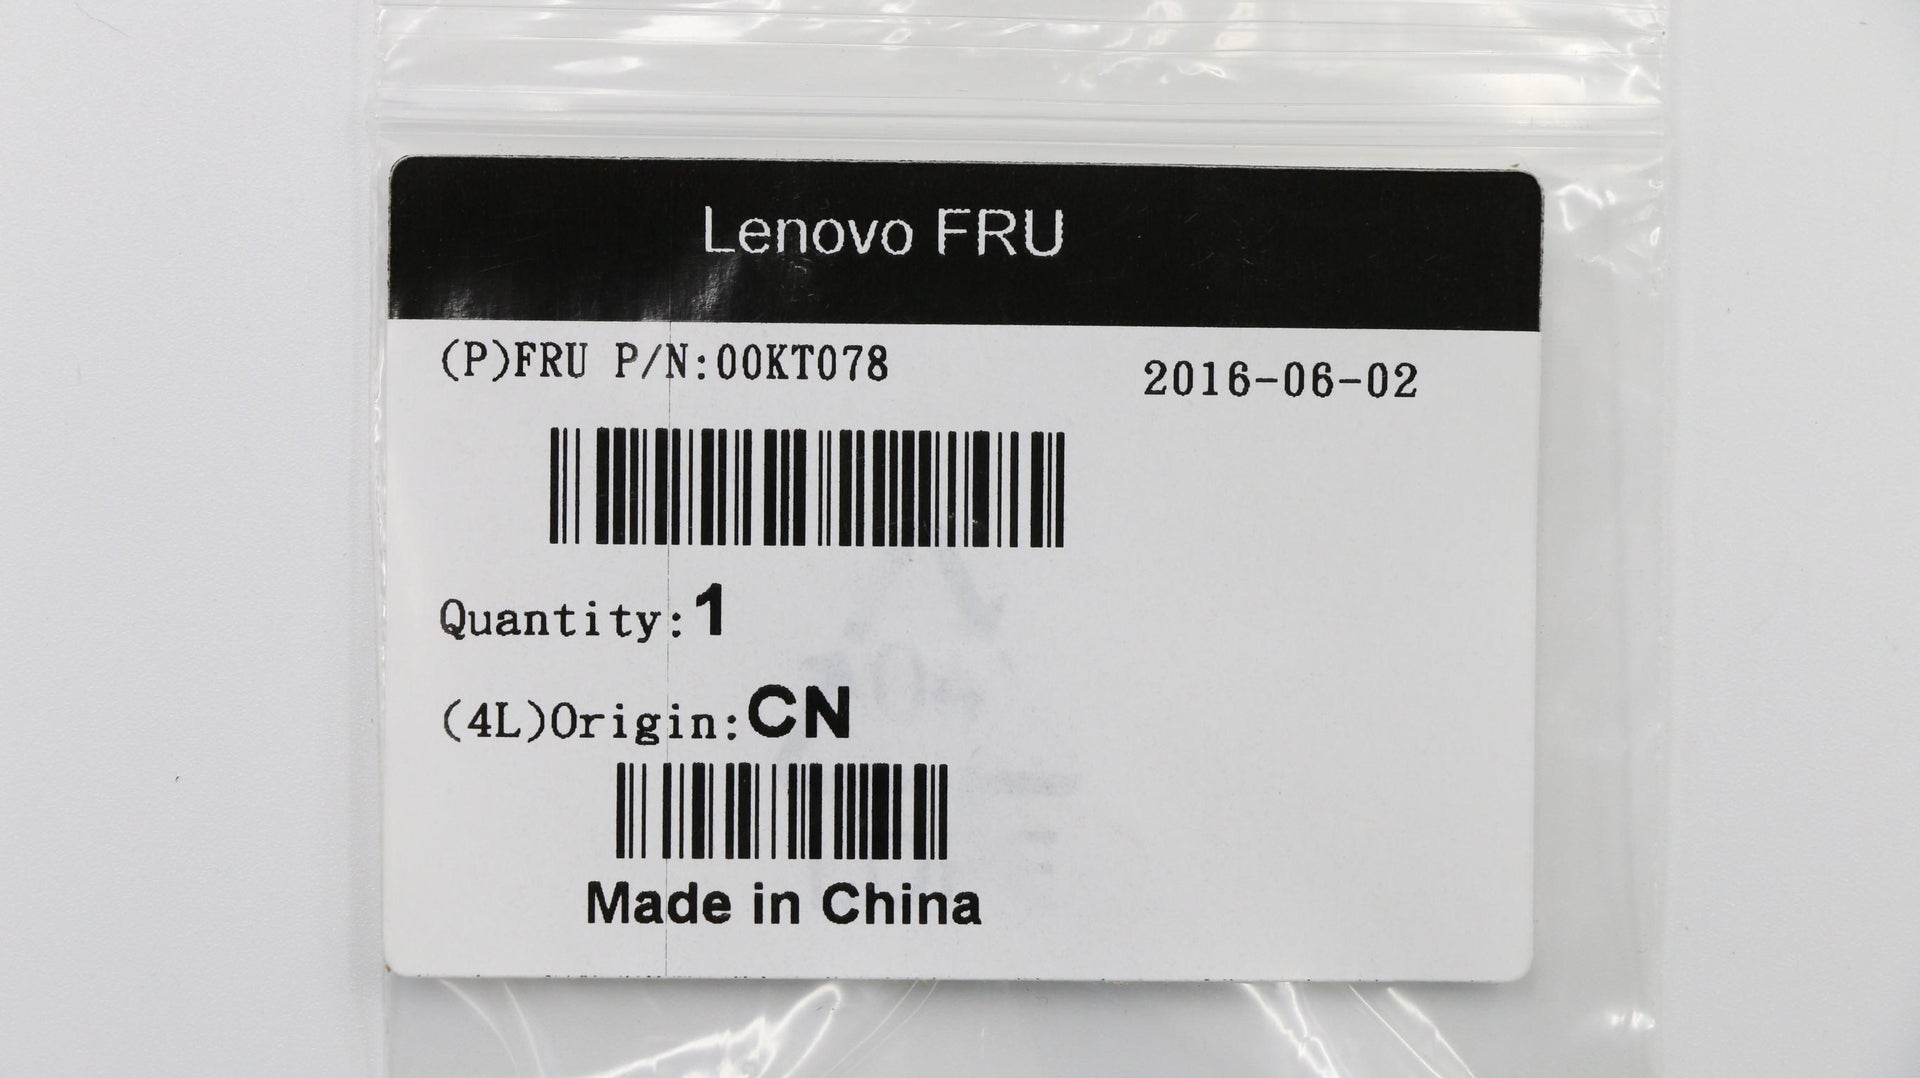 Lenovo FRU
(P)FRU P/N:00KT078
2016-06-02
Quantity:1
(4L)Origin:CN
Made in China